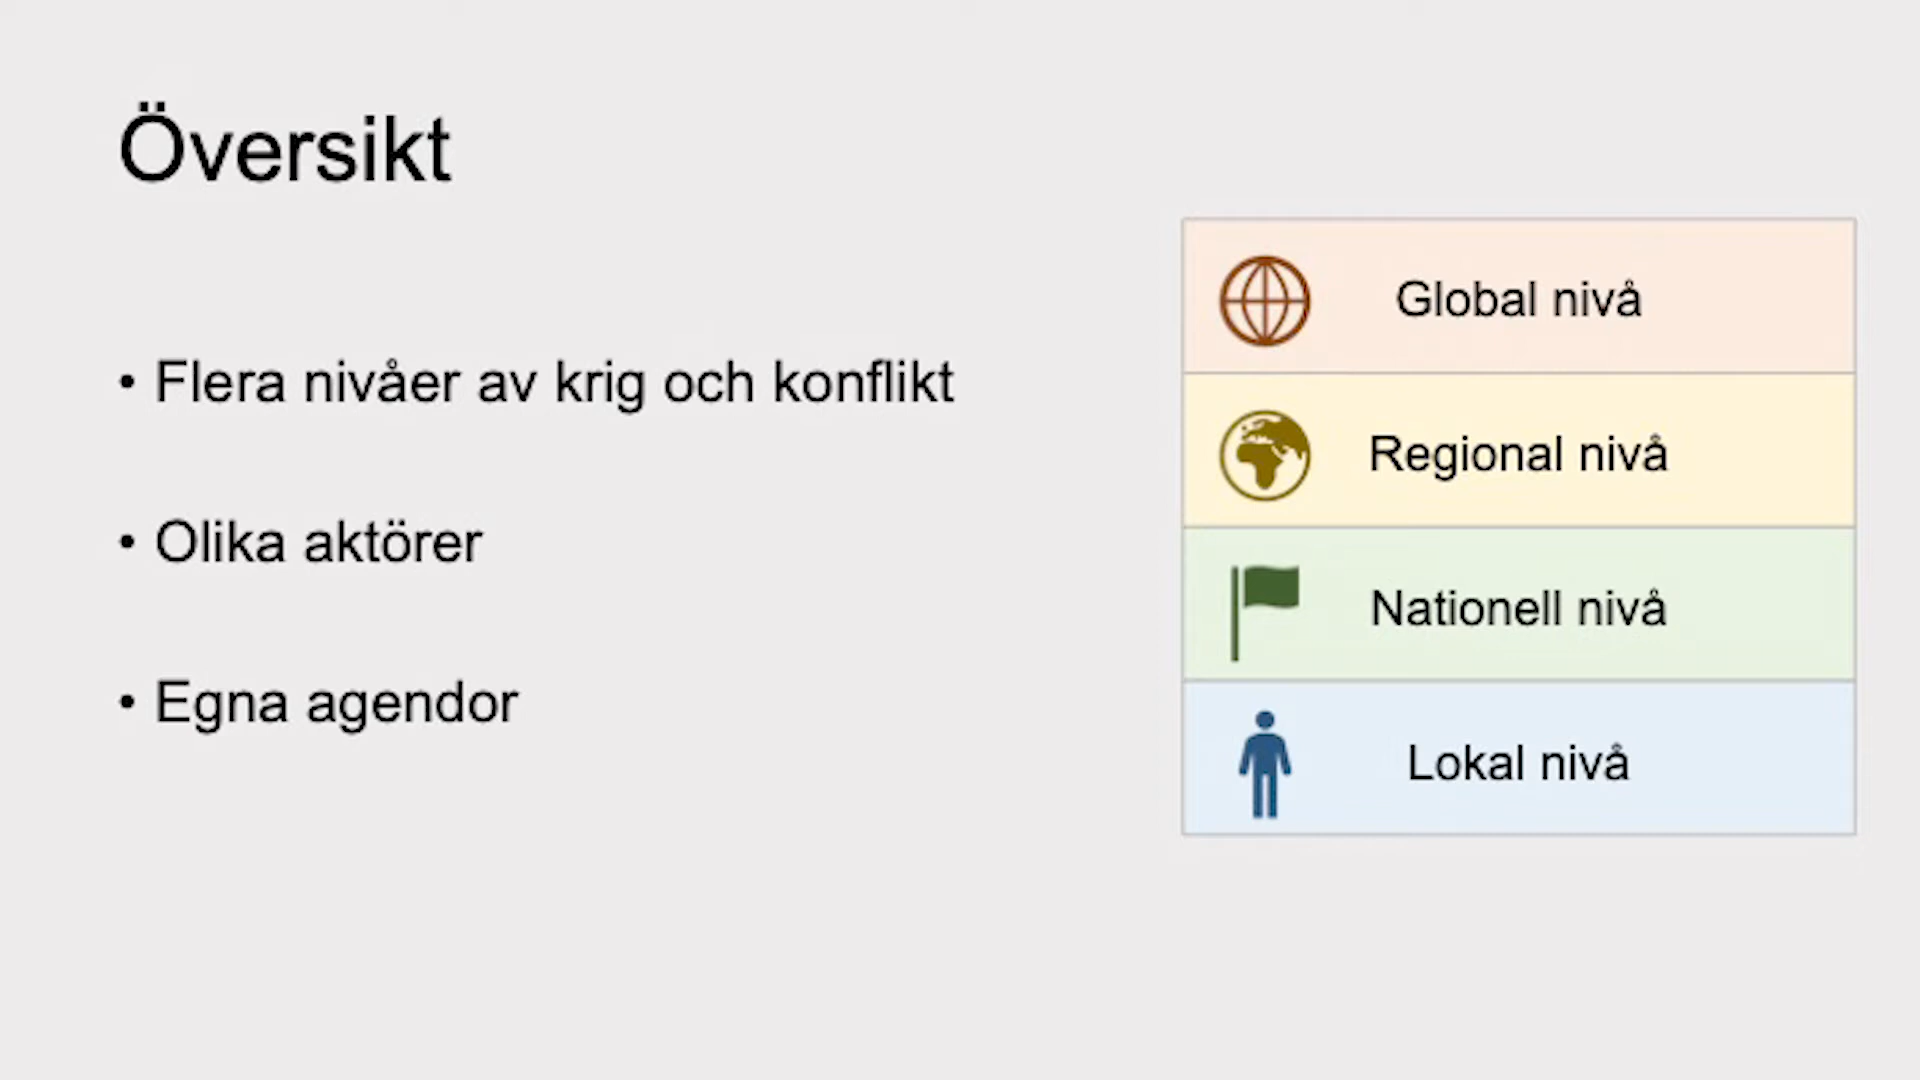 Översikt
• Flera nivåer av krig och konflikt
• Olika aktörer
• Egna agendor
Global nivå
Regional nivå
Nationell nivå
Lokal nivå